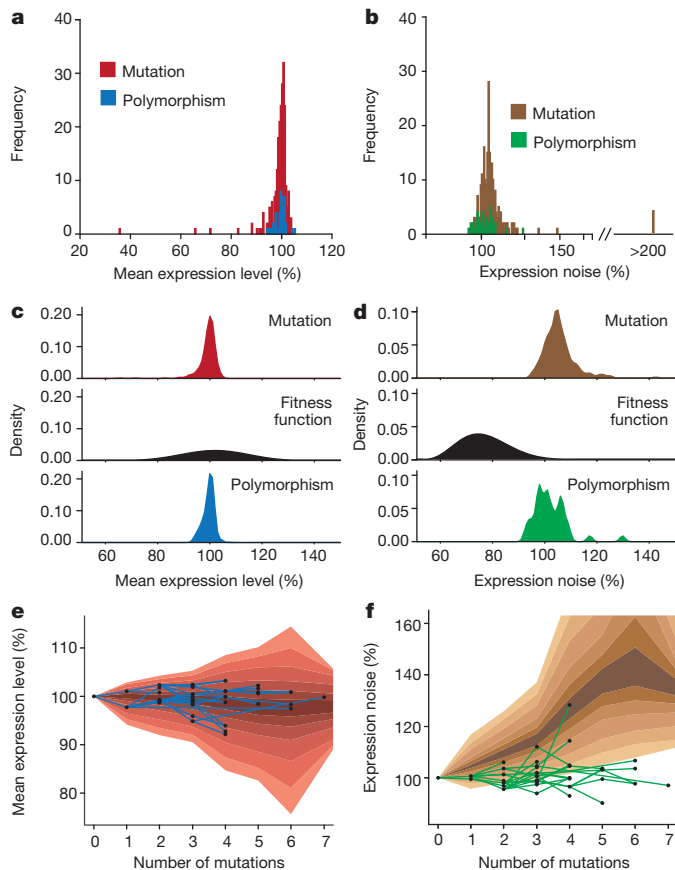 a
40
30
20
10
0
Frequency
Mutation
Polymorphism
20 40 60 80 100 120
Mean expression level (%)
b
40
30
20
10
0
Frequency
Mutation
Polymorphism
100 150 >200
Expression noise (%)
c
0.20
0.10
0.00
Mutation
0.05
0.00
Fitness
function
Density
0.20
0.10
0.00
Polymorphism
60 80 100 120 140
Mean expression level (%)
d
0.10
0.05
0.00
Mutation
0.05
0.00
Fitness
function
Density
0.10
0.05
0.00
Polymorphism
60 80 100 120 140
Expression noise (%)
e
110
100
90
80
Mean expression level (%)
0 1 2 3 4 5 6 7
Number of mutations
f
160
140
120
100
Expression noise (%)
0 1 2 3 4 5 6 7
Number of mutations